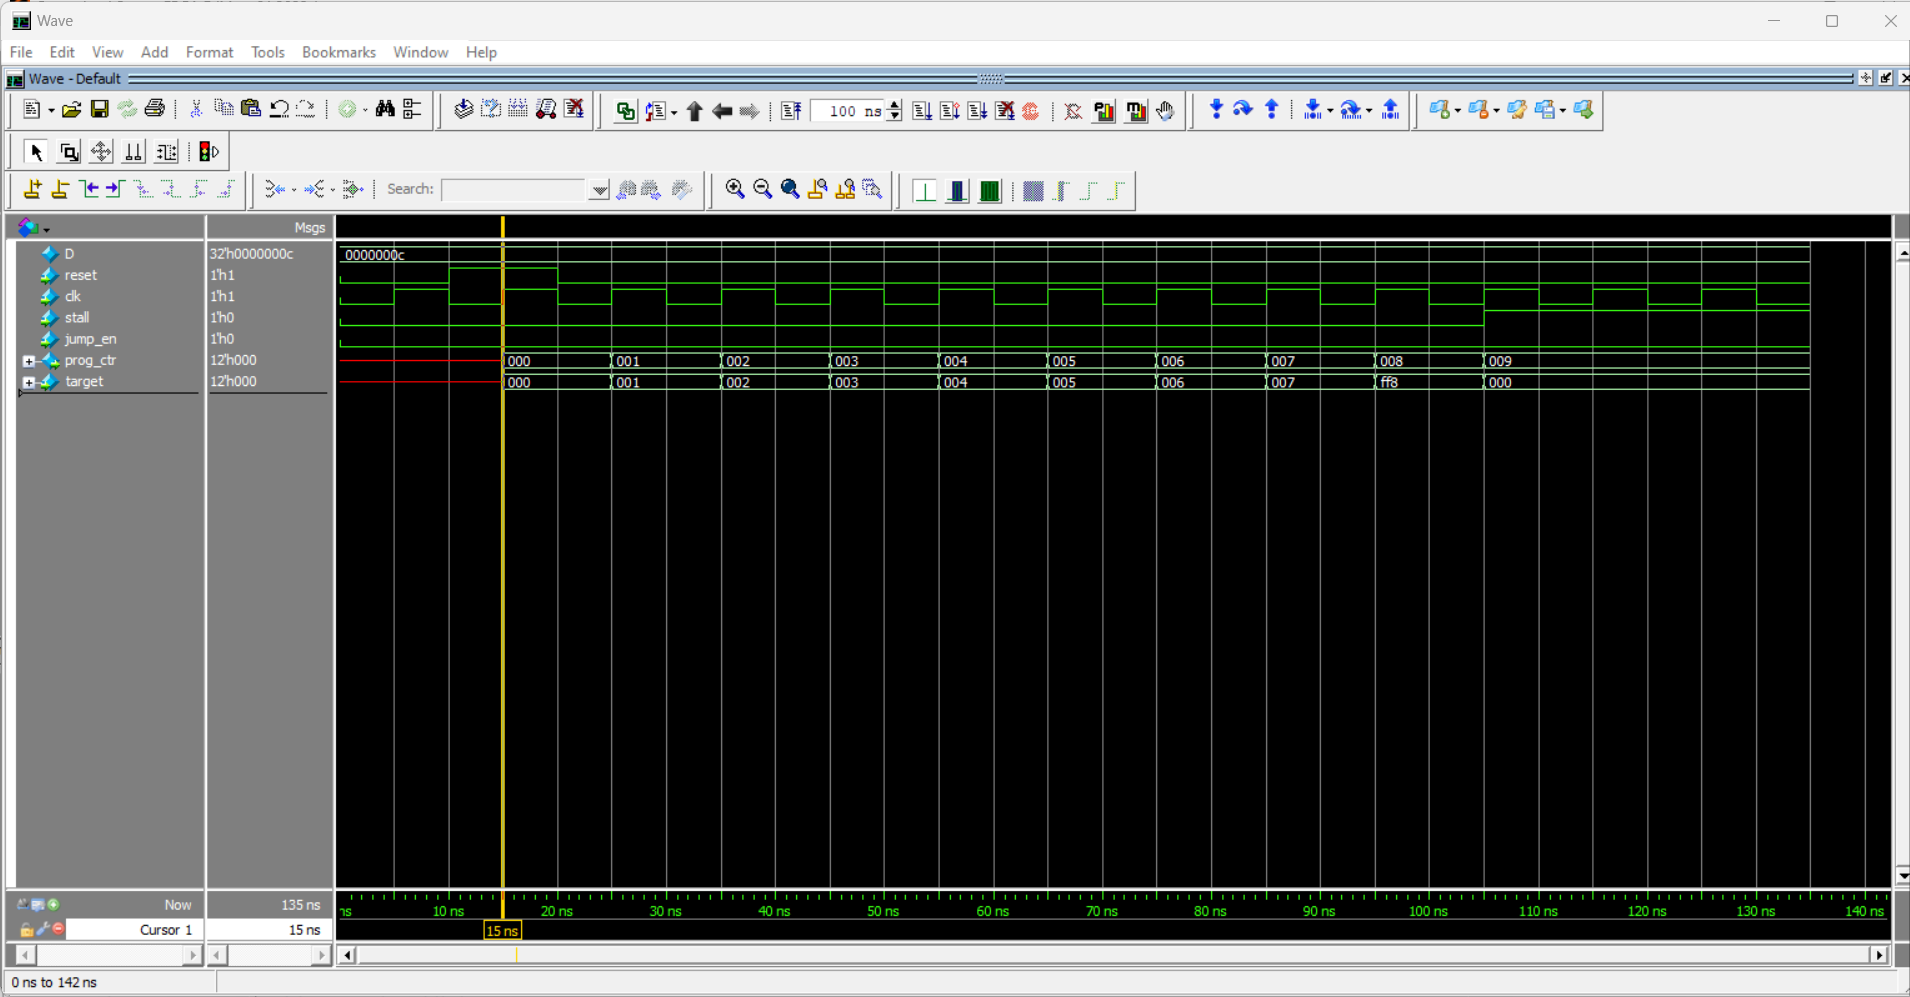 Wave
File Edit View Add Format Tools Bookmarks Window Help
Wave - Default
100 ns
Search:
Msgs
D 32'h0000000c 0000000c
reset 1'h1
clk 1'h1
stall 1'h0
jump_en 1'h0
prog_ctr 12'h000 000 001 002 003 004 005 006 007 008 009
target 12'h000 000 001 002 003 004 005 006 007 ff8 000
Now 135 ns ns 10 ns 20 ns 30 ns 40 ns 50 ns 60 ns 70 ns 80 ns 90 ns 100 ns 110 ns 120 ns 130 ns 140 ns
Cursor 1 15 ns 15 ns
0 ns to 142 ns